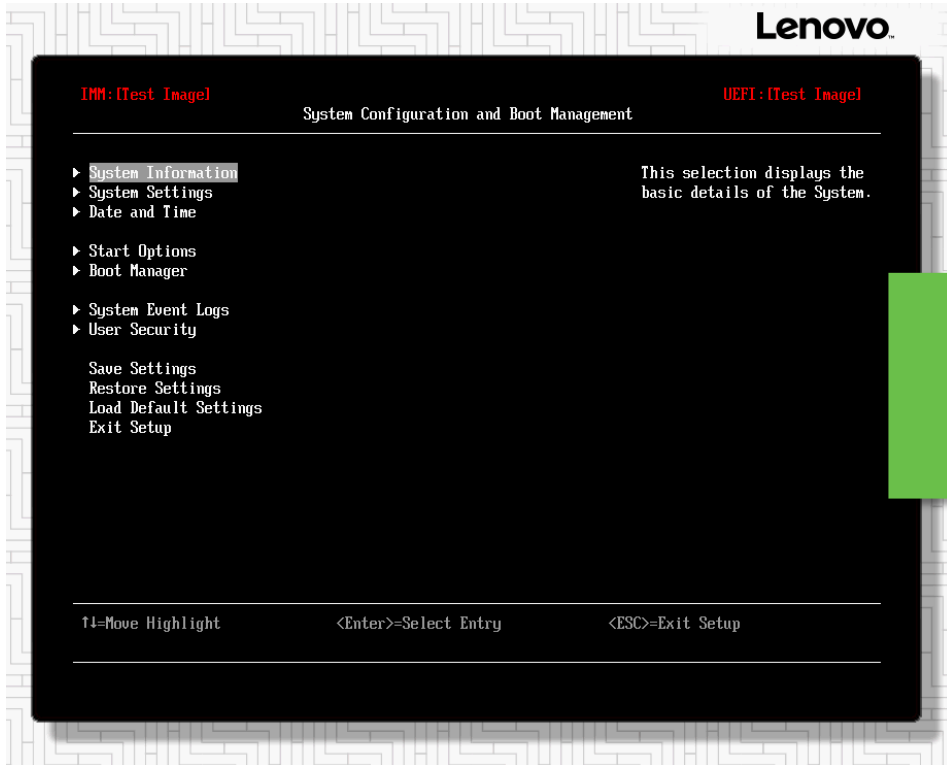 Lenovo™
IMM:[Test Image]
UEFI:[Test Image]
System Configuration and Boot Management
System Information
This selection displays the
System Settings
basic details of the System.
Date and Time
Start Options
Boot Manager
System Event Logs
User Security
Save Settings
Restore Settings
Load Default Settings
Exit Setup
↑↓=Move Highlight
<Enter>=Select Entry
<ESC>=Exit Setup